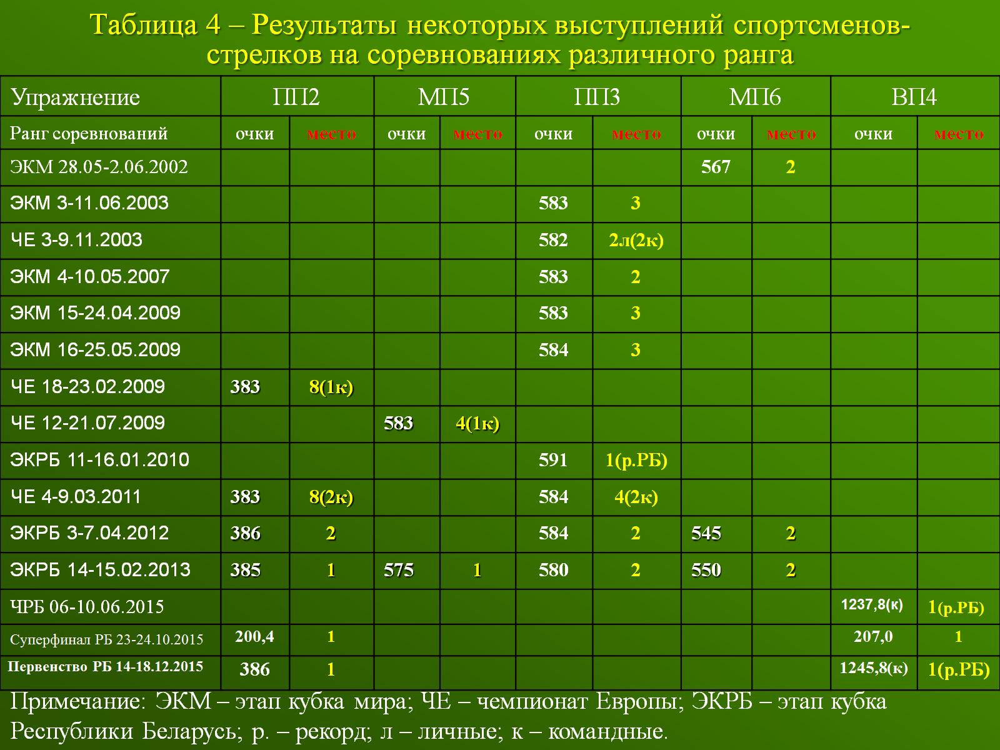 Таблица 4 – Результаты некоторых выступлений спортсменов-
стрелков на соревнованиях различного ранга
Упражнение ПП2 МП5 ПП3 МП6 ВП4
Ранг соревнований очки место очки место очки место очки место очки место
ЭКМ 28.05-2.06.2002 567 2
ЭКМ 3-11.06.2003 583 3
ЧЕ 3-9.11.2003 582 2л(2к)
ЭКМ 4-10.05.2007 583 2
ЭКМ 15-24.04.2009 583 3
ЭКМ 16-25.05.2009 584 3
ЧЕ 18-23.02.2009 383 8(1к)
ЧЕ 12-21.07.2009 583 4(1к)
ЭКРБ 11-16.01.2010 591 1(р.РБ)
ЧЕ 4-9.03.2011 383 8(2к) 584 4(2к)
ЭКРБ 3-7.04.2012 386 2 584 2 545 2
ЭКРБ 14-15.02.2013 385 1 575 1 580 2 550 2
ЧРБ 06-10.06.2015 1237,8(к) 1(р.РБ)
Суперфинал РБ 23-24.10.2015 200,4 1 207,0 1
Первенство РБ 14-18.12.2015 386 1 1245,8(к) 1(р.РБ)
Примечание: ЭКМ – этап кубка мира; ЧЕ – чемпионат Европы; ЭКРБ – этап кубка
Республики Беларусь; р. – рекорд; л – личные; к – командные.